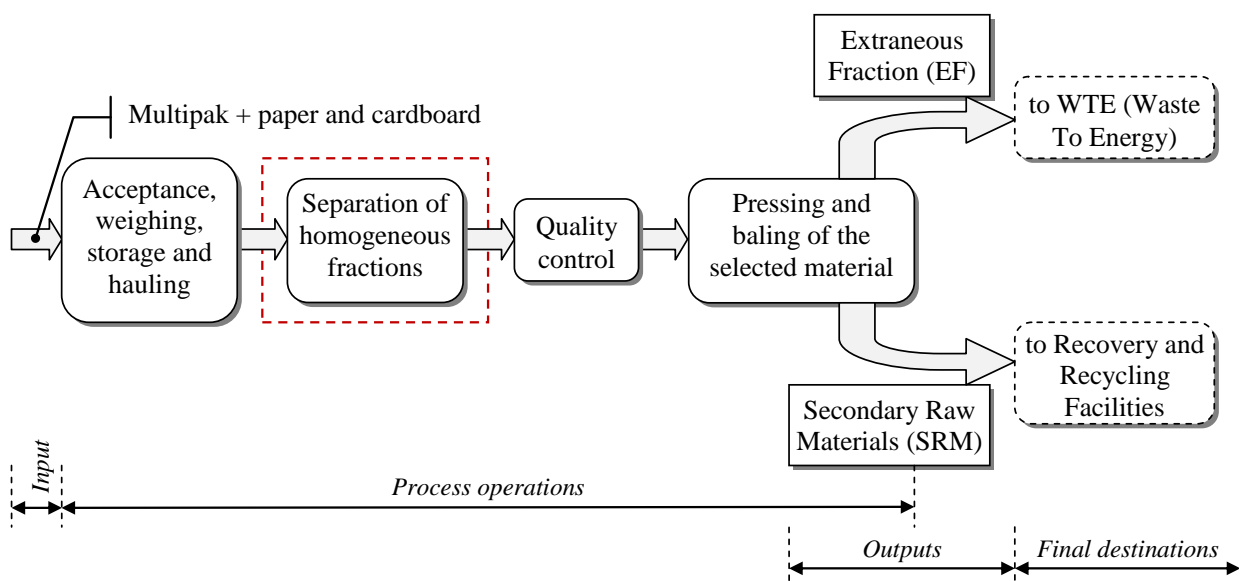 Extraneous
Fraction (EF)
to WTE (Waste
To Energy)
Multipak + paper and cardboard
Acceptance,
weighing,
storage and
hauling
Separation of
homogeneous
fractions
Quality
control
Pressing and
baling of the
selected material
to Recovery and
Recycling
Facilities
Secondary Raw
Materials (SRM)
Input
Process operations
Outputs
Final destinations